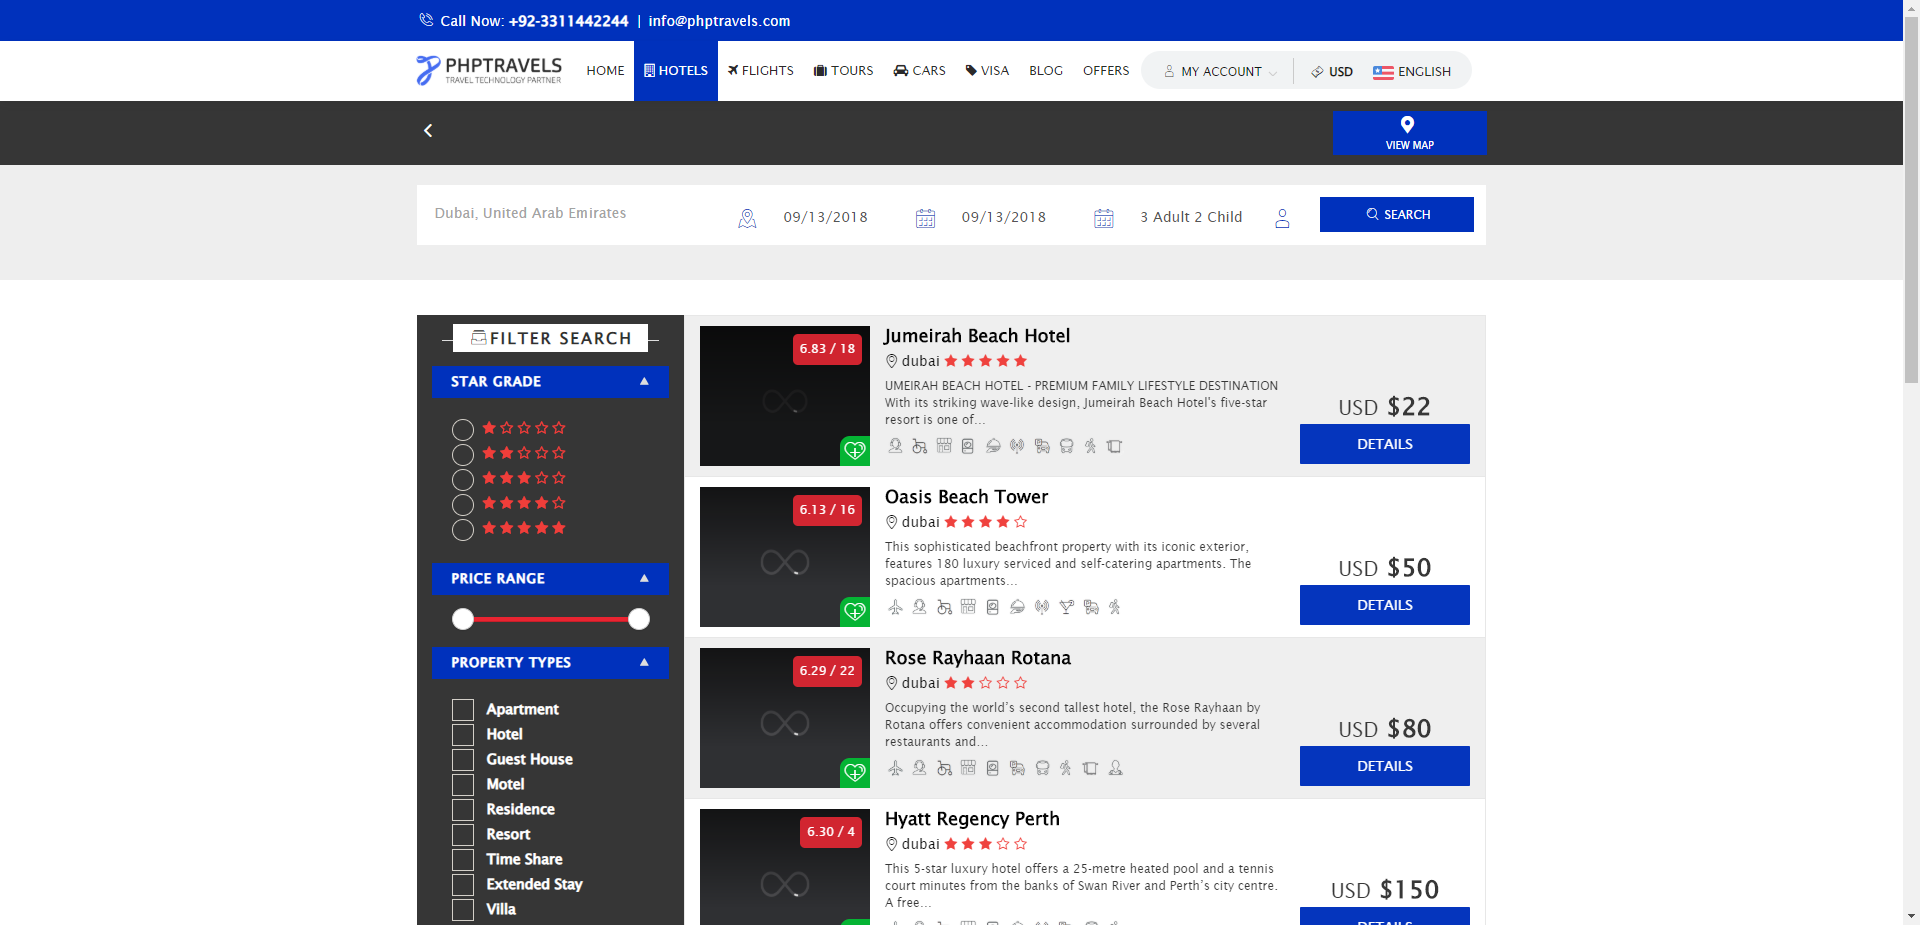 Call Now: +92-3311442244 | info@phptravels.com
PHPTRAVELS
TRAVEL TECHNOLOGY PARTNER
HOME
HOTELS
FLIGHTS
TOURS
CARS
VISA
BLOG
OFFERS
MY ACCOUNT
USD
ENGLISH
VIEW MAP
Dubai, United Arab Emirates
09/13/2018
09/13/2018
3 Adult 2 Child
SEARCH
FILTER SEARCH
STAR GRADE
PRICE RANGE
PROPERTY TYPES
Apartment
Hotel
Guest House
Motel
Residence
Resort
Time Share
Extended Stay
Villa
6.83 / 18
Jumeirah Beach Hotel
dubai
UMEIRAH BEACH HOTEL - PREMIUM FAMILY LIFESTYLE DESTINATION
With its striking wave-like design, Jumeirah Beach Hotel's five-star
resort is one of...
USD $22
DETAILS
6.13 / 16
Oasis Beach Tower
dubai
This sophisticated beachfront property with its iconic exterior,
features 180 luxury serviced and self-catering apartments. The
spacious apartments...
USD $50
DETAILS
6.29 / 22
Rose Rayhaan Rotana
dubai
Occupying the world’s second tallest hotel, the Rose Rayhaan by
Rotana offers convenient accommodation surrounded by several
restaurants and...
USD $80
DETAILS
6.30 / 4
Hyatt Regency Perth
dubai
This 5-star luxury hotel offers a 25-metre heated pool and a tennis
court minutes from the banks of Swan River and Perth’s city centre.
A free...
USD $150
DETAILS